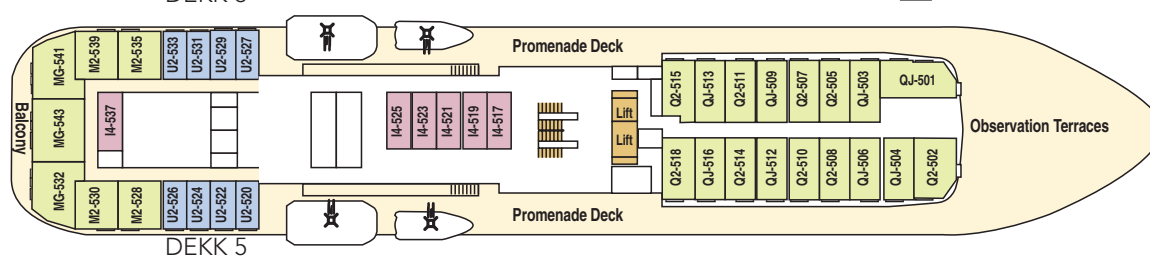 Promenade Deck
MG-541
M2-539
M2-535
U2-533
U2-531
U2-529
U2-527
Q2-515
QJ-513
Q2-511
QJ-509
Q2-507
Q2-505
QJ-503
QJ-501
Balcony
MG-543
I4-537
I4-525
I4-523
I4-521
I4-519
I4-517
Lift
Lift
Observation Terraces
MG-532
M2-530
M2-528
U2-526
U2-524
U2-522
U2-520
Q2-518
QJ-516
Q2-514
QJ-512
Q2-510
Q2-508
QJ-506
QJ-504
Q2-502
Promenade Deck
DEKK 5